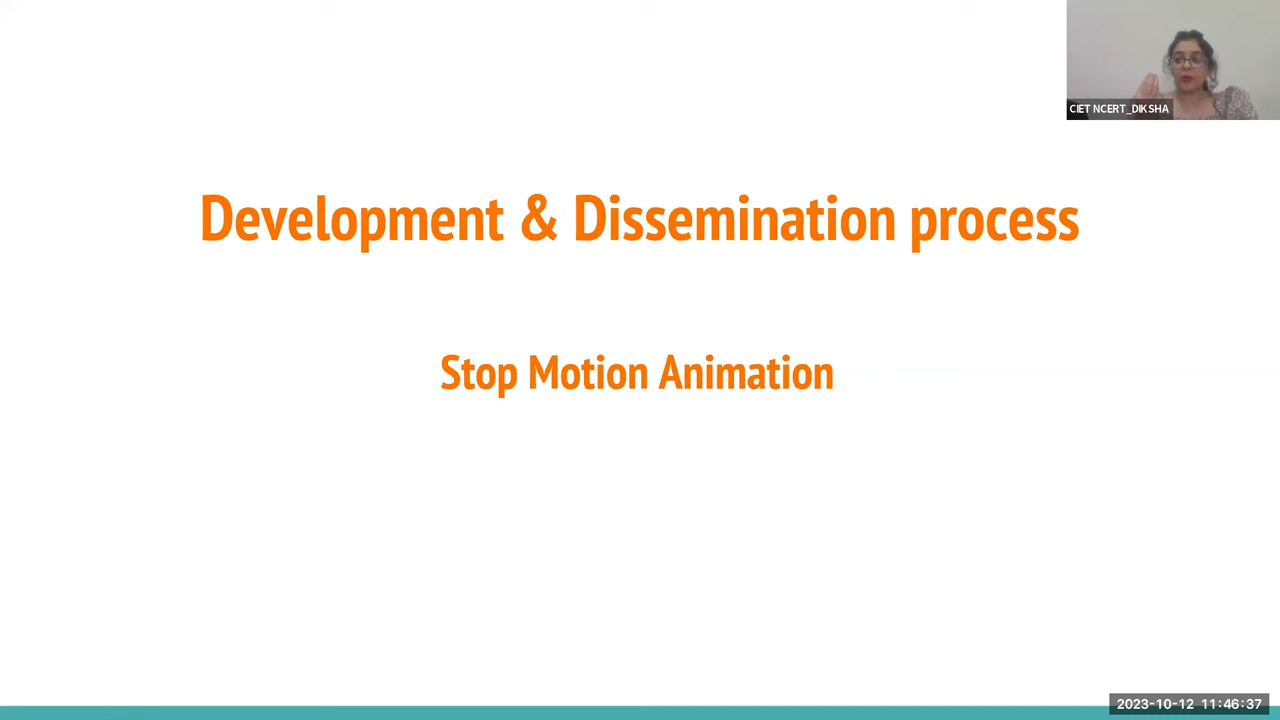 CIET NCERT_DIKSHA
Development & Dissemination process
Stop Motion Animation
2023-10-12 11:46:37